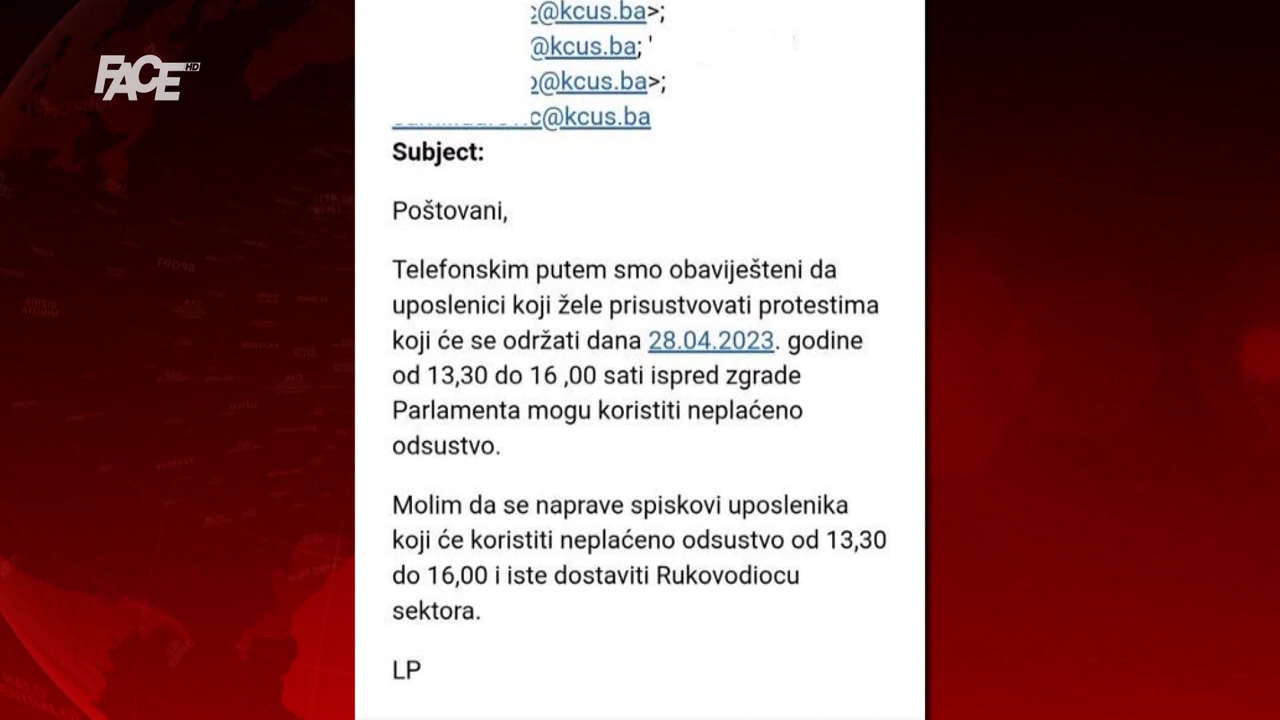 FACE HD
c@kcus.ba>;
@kcus.ba; '
@kcus.ba>;
c@kcus.ba
Subject:
Poštovani,
Telefonskim putem smo obaviješteni da
uposlenici koji žele prisustvovati protestima
koji će se održati dana 28.04.2023. godine
od 13,30 do 16 ,00 sati ispred zgrade
Parlamenta mogu koristiti neplaćeno
odsustvo.
Molim da se naprave spiskovi uposlenika
koji će koristiti neplaćeno odsustvo od 13,30
do 16,00 i iste dostaviti Rukovodiocu
sektora.
LP